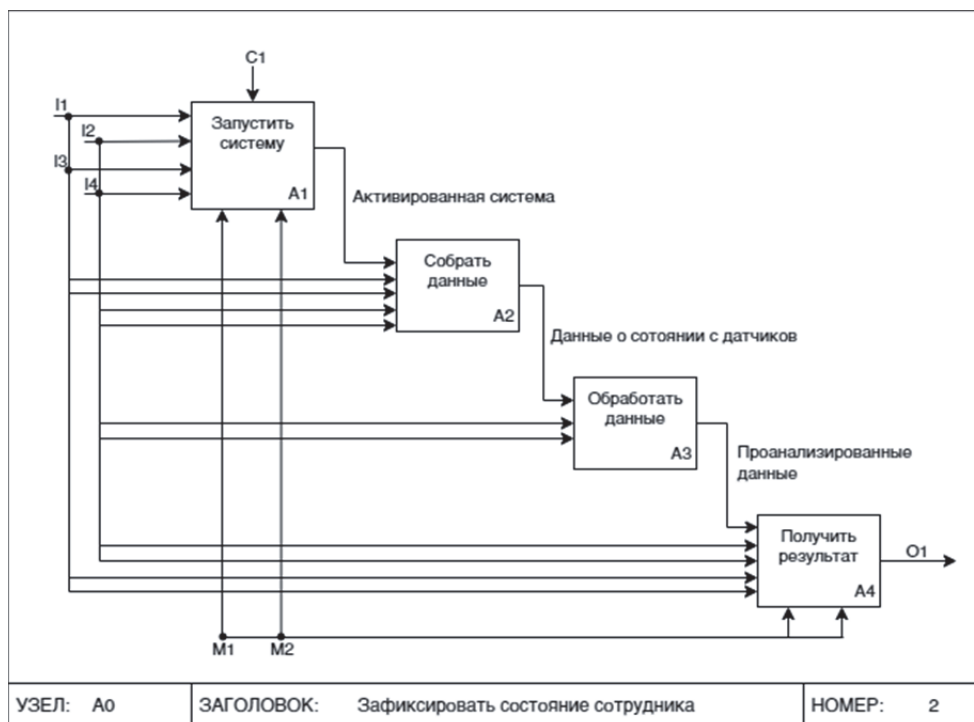 C1
I1
Запустить
систему
I2
I3
I4
A1
Активированная система
Собрать
данные
A2
Данные о сотоянии с датчиков
Обработать
данные
A3
Проанализированные
данные
Получить
результат
O1
A4
M1
M2
УЗЕЛ: A0
ЗАГОЛОВОК: Зафиксировать состояние сотрудника
НОМЕР: 2